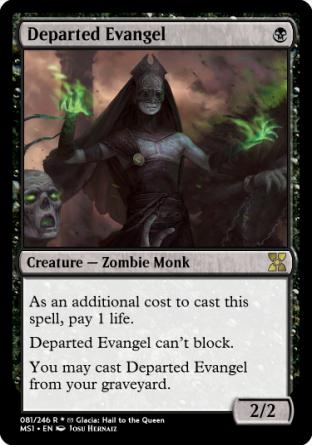 Departed Evangel
Creature — Zombie Monk
As an additional cost to cast this
spell, pay 1 life.
Departed Evangel can't block.
You may cast Departed Evangel
from your graveyard.
2/2
081/246 R * Glacia: Hail to the Queen
MSI • EN Josu Hernaiz